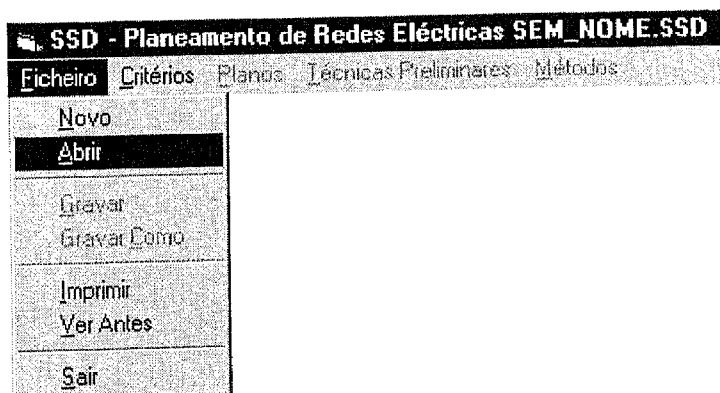 SSD - Planeamento de Redes Eléctricas SEM_NOME.SSD
Ficheiro Critérios Planos Técnicas Preliminares Métodos
Novo
Abrir
Gravar
Gravar Como
Imprimir
Ver Antes
Sair